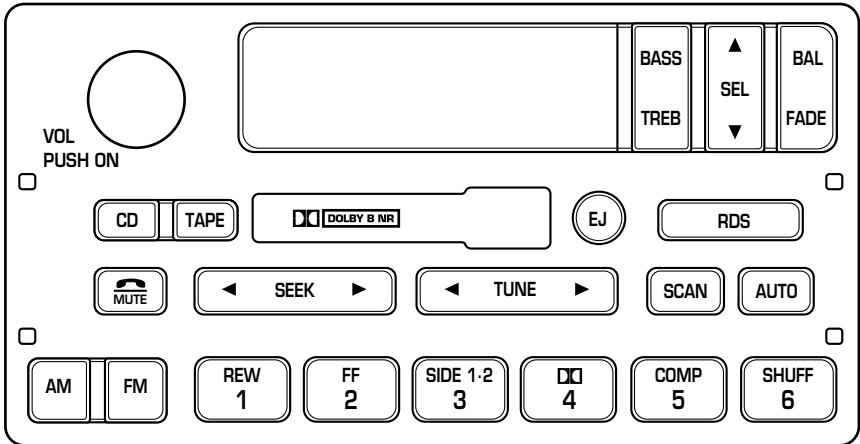 BASS
TREB
▲
SEL
▼
BAL
FADE
VOL
PUSH ON
CD
TAPE
DOLBY B NR
EJ
RDS
MUTE
◄ SEEK ►
◄ TUNE ►
SCAN
AUTO
AM
FM
REW
1
FF
2
SIDE 1·2
3
4
COMP
5
SHUFF
6